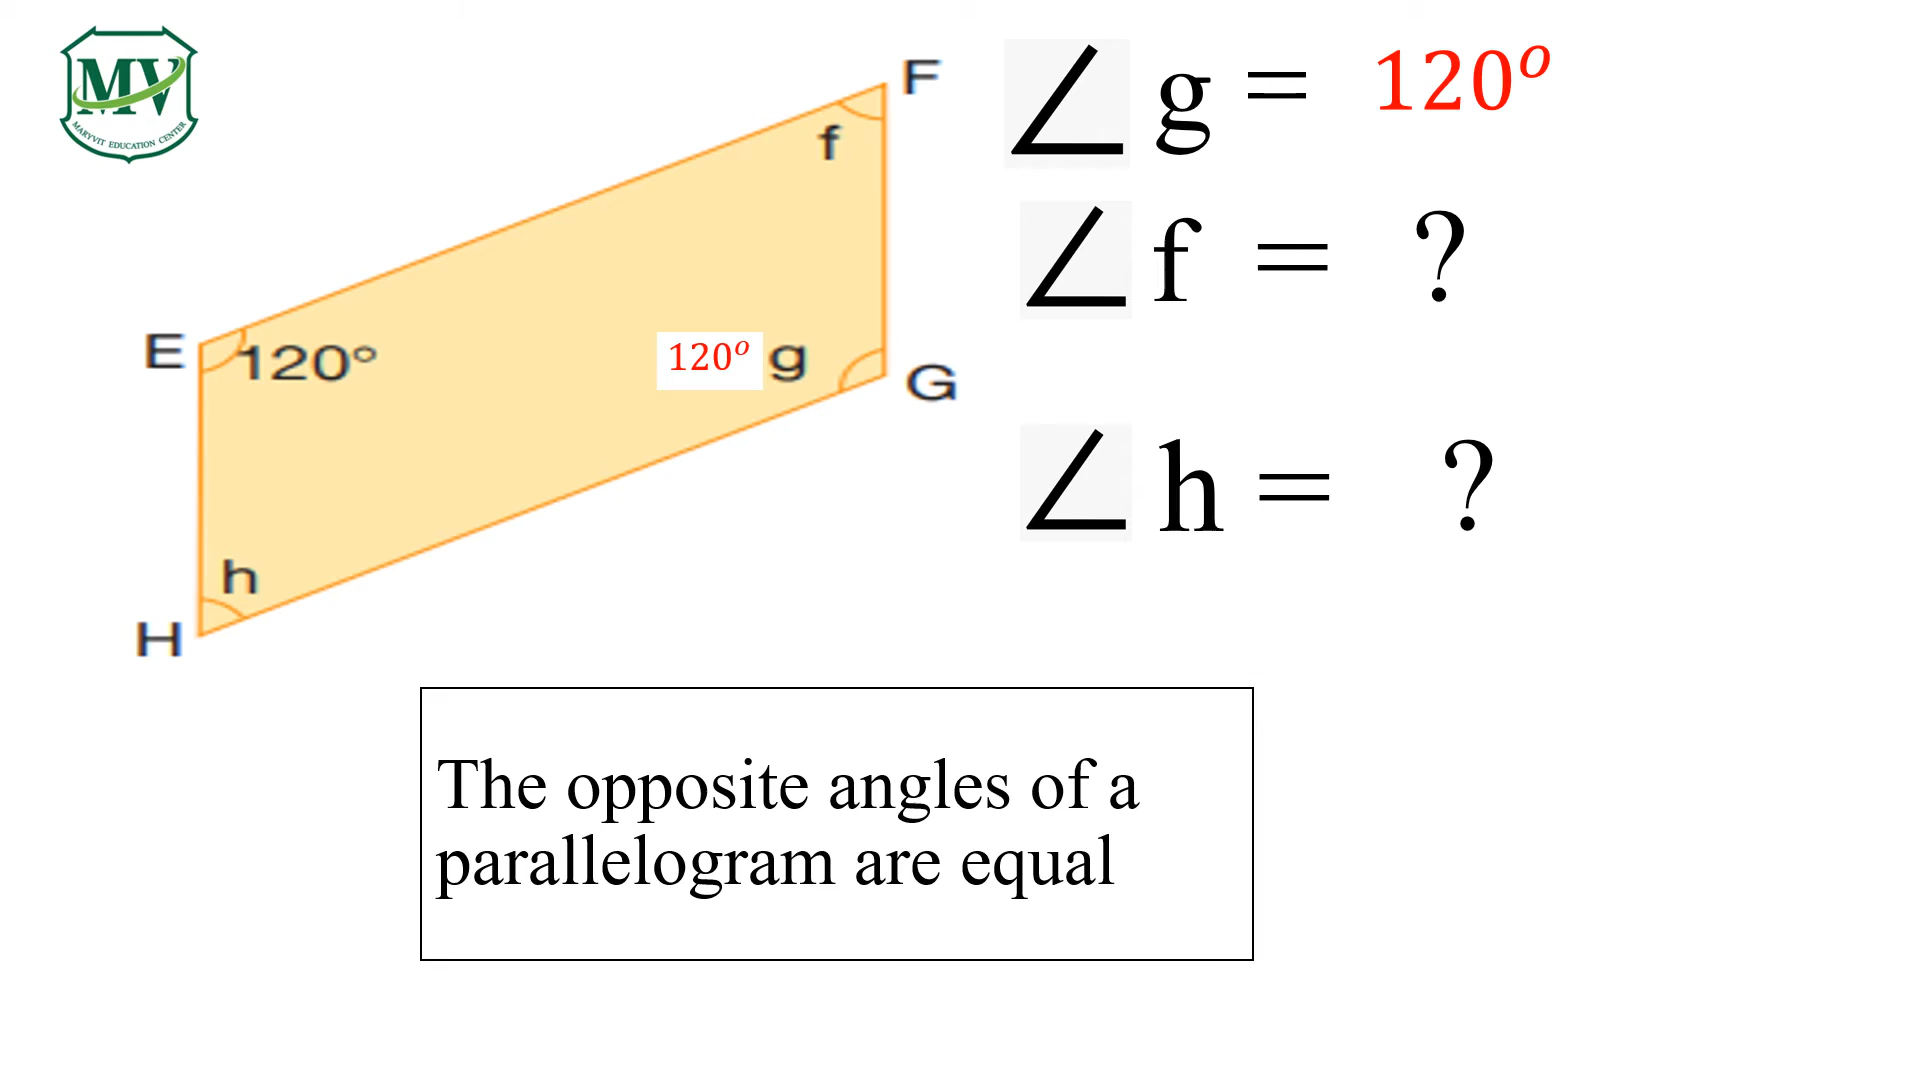 MV
MARYVIT EDUCATION CENTER
F
f
E
120°
120°
g
G
h
H
∠ g = 120°
∠ f = ?
∠ h = ?
The opposite angles of a
parallelogram are equal